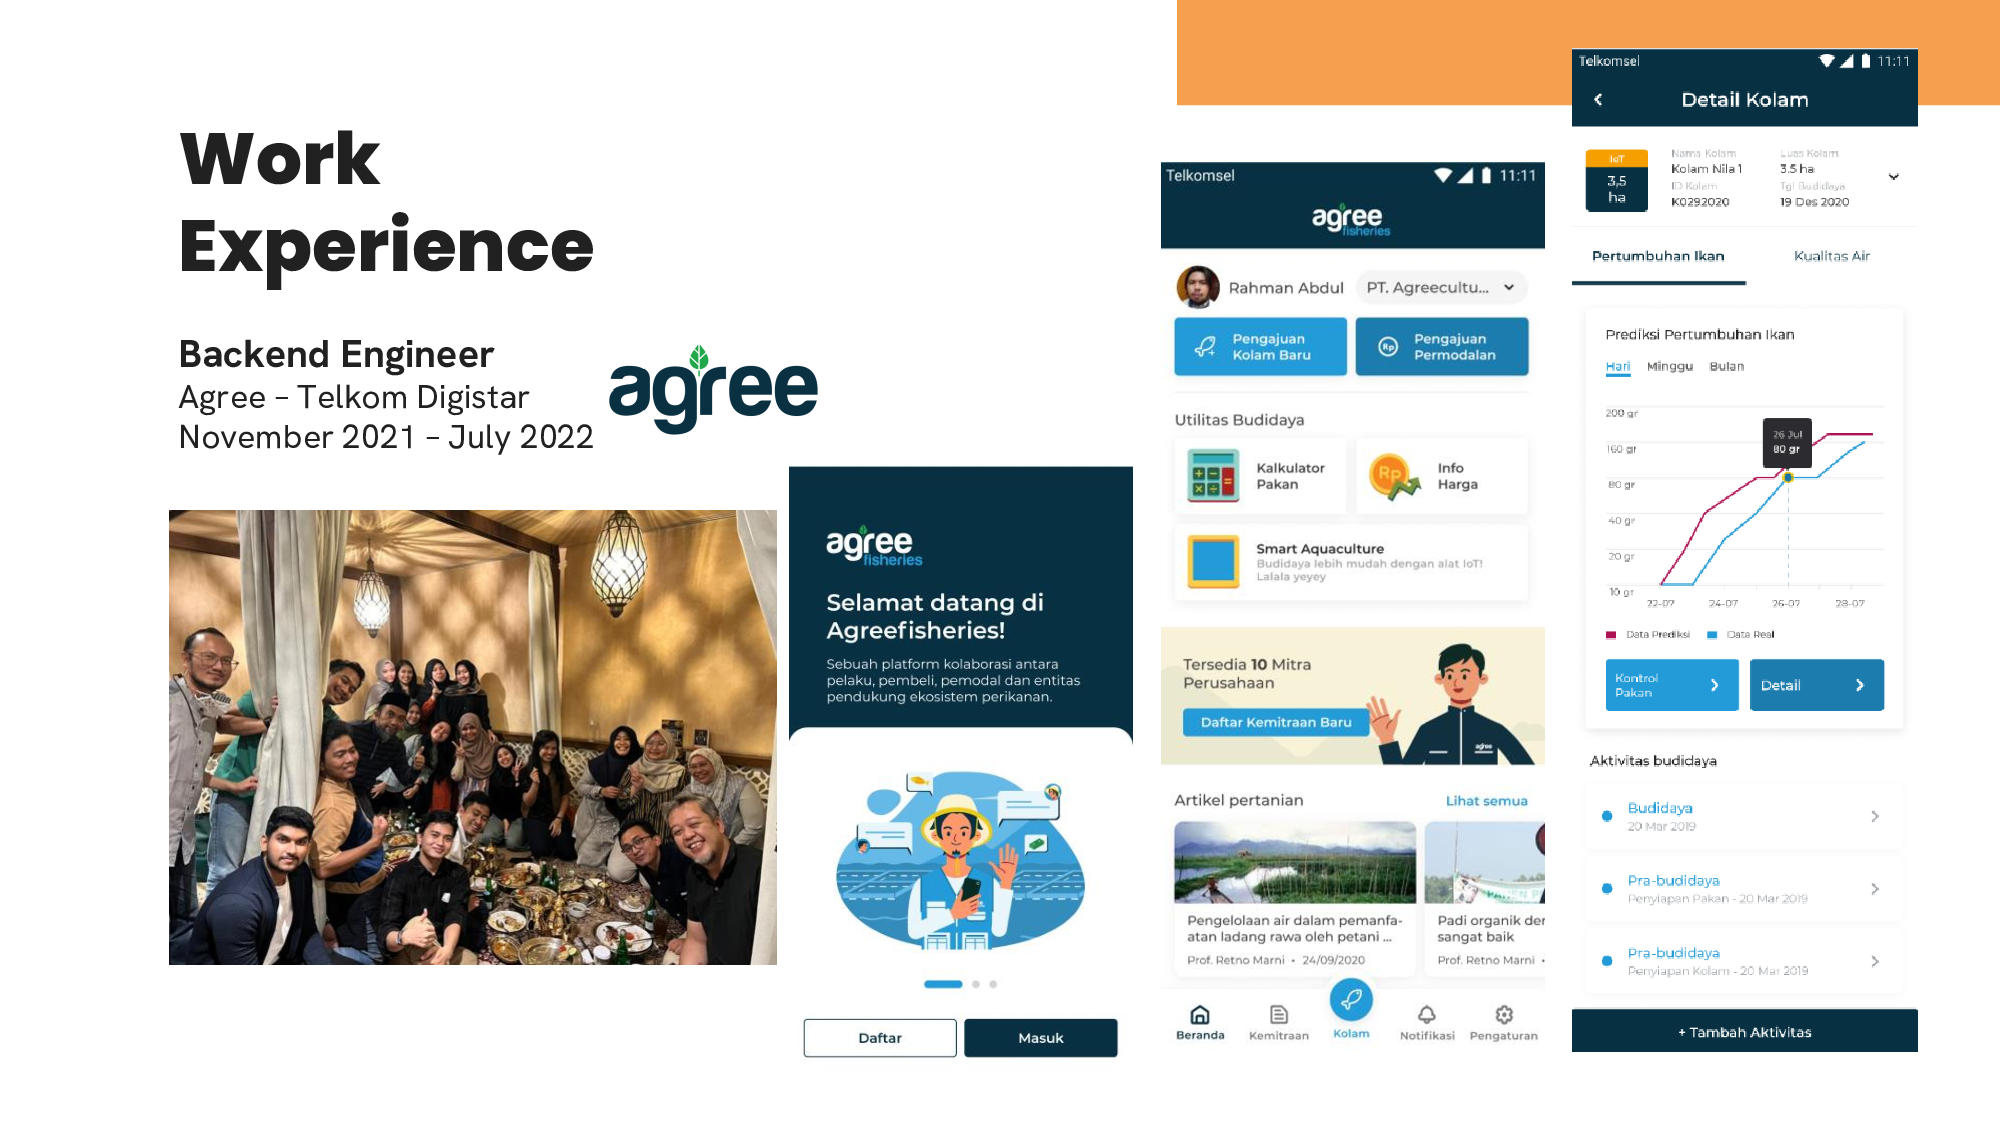 Work
Experience
Backend Engineer
Agree – Telkom Digistar
November 2021 – July 2022
agree
agree
fisheries
Selamat datang di
Agreefisheries!
Sebuah platform kolaborasi antara
pelaku, pembeli, pemodal dan entitas
pendukung ekosistem perikanan.
Daftar
Masuk
Telkomsel 11:11
agree
fisheries
Rahman Abdul PT. Agreecultu...
Pengajuan
Kolam Baru
Pengajuan
Permodalan
Utilitas Budidaya
Kalkulator
Pakan
Info
Harga
Smart Aquaculture
Budidaya lebih mudah dengan alat IoT!
Lalala yeyey
Tersedia 10 Mitra
Perusahaan
Daftar Kemitraan Baru
agree
Artikel pertanian Lihat semua
Pengelolaan air dalam pemanfa-
atan ladang rawa oleh petani ...
Prof. Retno Marni • 24/09/2020
Padi organik der
sangat baik
Prof. Retno Marni •
Beranda Kemitraan Kolam Notifikasi Pengaturan
Telkomsel 11:11
Detail Kolam
IoT
3,5
ha
Nama Kolam
Kolam Nila 1
ID Kolam
K0292020
Luas Kolam
3.5 ha
Tgl Budidaya
19 Des 2020
Pertumbuhan Ikan Kualitas Air
Prediksi Pertumbuhan Ikan
Hari Minggu Bulan
200 gr
160 gr
80 gr
40 gr
20 gr
10 gr
26 Jul
80 gr
22-07 24-07 26-07 28-07
Data Prediksi Data Real
Kontrol
Pakan
Detail
Aktivitas budidaya
Budidaya
20 Mar 2019
Pra-budidaya
Penyiapan Pakan - 20 Mar 2019
Pra-budidaya
Penyiapan Kolam - 20 Mar 2019
+ Tambah Aktivitas